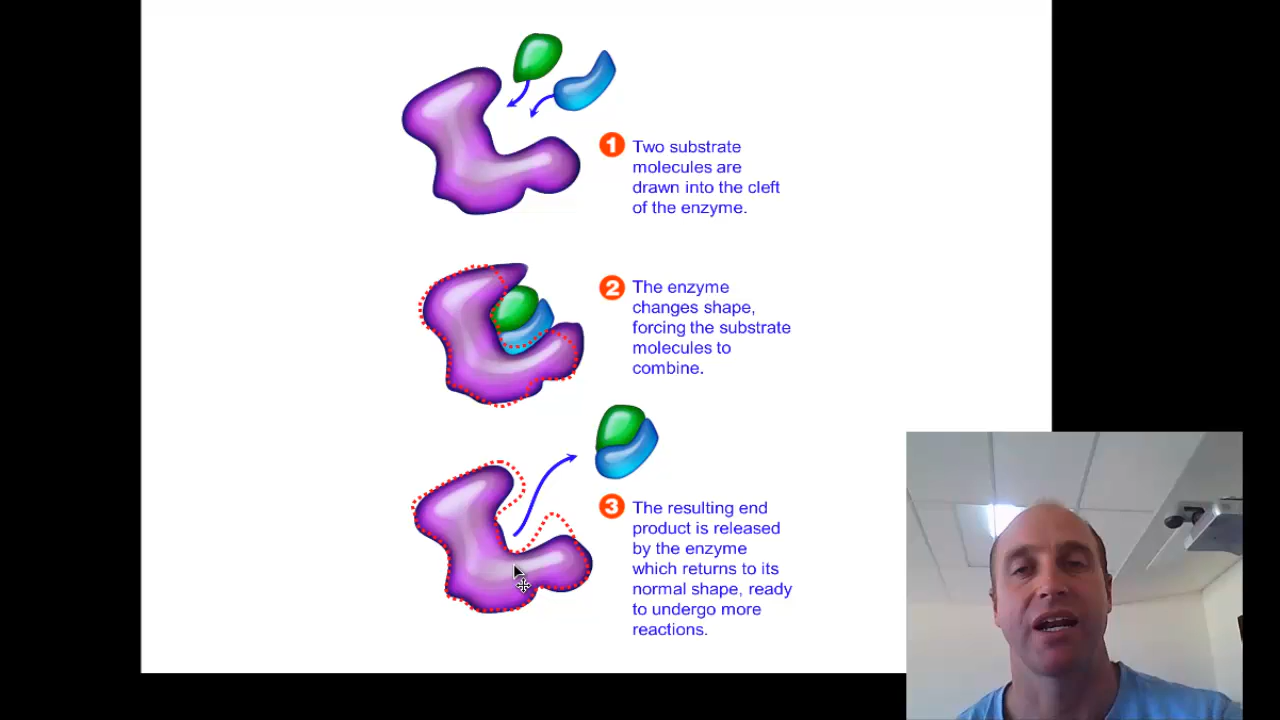 1 Two substrate
molecules are
drawn into the cleft
of the enzyme.
2 The enzyme
changes shape,
forcing the substrate
molecules to
combine.
3 The resulting end
product is released
by the enzyme
which returns to its
normal shape, ready
to undergo more
reactions.